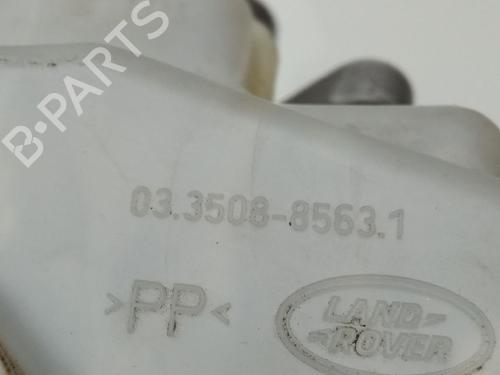 B-PARTS
03.3508-8563.1
>PP<
LAND
ROVER